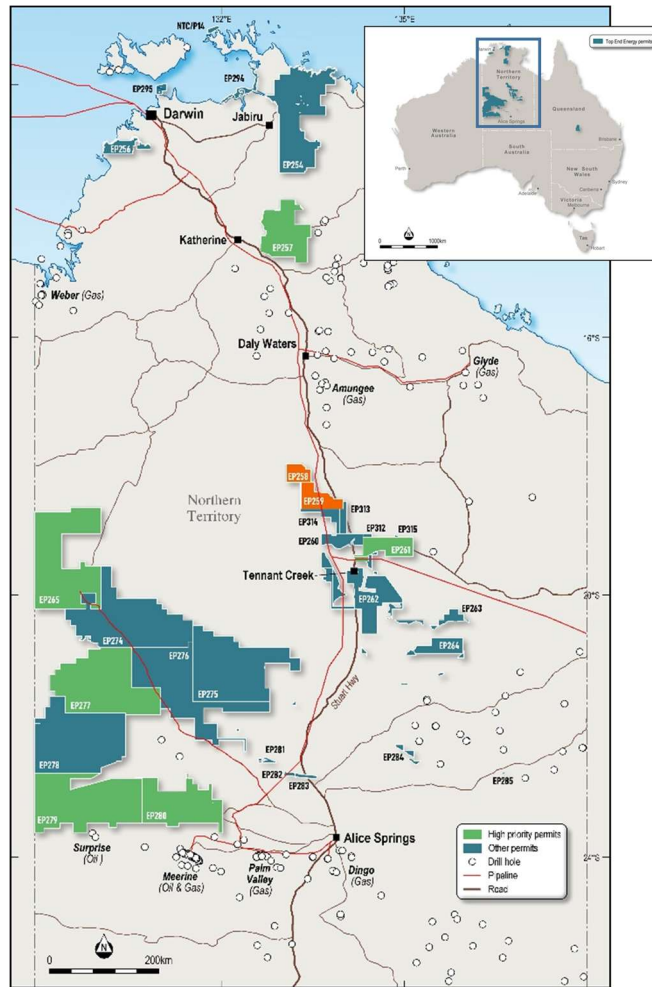 NTC/P14
132°E
135°E
EP295
EP294
Darwin
Jabiru
EP256
EP254
Katherine
EP257
Weber (Gas)
Daly Waters
16°S
Glyde
(Gas)
Amungee
(Gas)
EP258
EP259
EP313
Northern
Territory
EP314
EP312
EP315
EP260
EP261
Tennant Creek
EP262
20°S
EP265
EP263
EP274
EP276
EP264
EP275
EP277
Stuart Hwy
EP278
EP281
EP284
EP282
EP283
EP285
EP279
EP280
Surprise
(Oil)
Alice Springs
Meerine
(Oil & Gas)
Palm
Valley
(Gas)
Dingo
(Gas)
24°S
High priority permits
Other permits
Drill hole
Pipeline
Road
N
0
200km
Top End Energy permits
Darwin
Northern
Territory
Queensland
Alice Springs
Western
Australia
South
Australia
Brisbane
Perth
New South
Wales
Sydney
Adelaide
Canberra
Victoria
Melbourne
Tas
Hobart
0
1000km